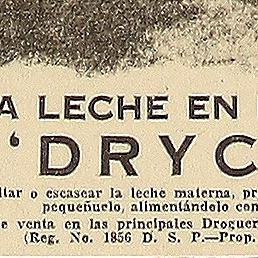 A LECHE EN
"DRYC
ltar o escasear la leche materna, pr
pequeñuelo, alimentándolo con
e venta en las principales Droguer
(Reg. No. 1856 D. S. P.—Prop.